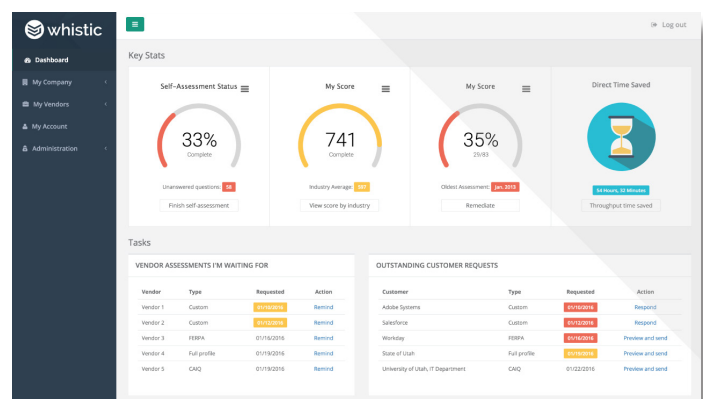 whistic
Log out
Dashboard
My Company
My Vendors
My Account
Administration
Key Stats
Self-Assessment Status
33%
Complete
Unanswered questions: 58
Finish self-assessment
My Score
741
Complete
Industry Average:
View score by industry
My Score
35%
29/83
Oldest Assessment: Jan. 2013
Remediate
Direct Time Saved
54 Hours, 32 Minutes
Throughput time saved
Tasks
VENDOR ASSESSMENTS I'M WAITING FOR
Vendor Type Requested Action
Vendor 1 Custom 01/10/2016 Remind
Vendor 2 Custom 01/12/2016 Remind
Vendor 3 FERPA 01/16/2016 Remind
Vendor 4 Full profile 01/19/2016 Remind
Vendor 5 CAIQ 01/19/2016 Remind
OUTSTANDING CUSTOMER REQUESTS
Customer Type Requested Action
Adobe Systems Custom 01/10/2016 Respond
Salesforce Custom 01/12/2016 Respond
Workday FERPA 01/16/2016 Preview and send
State of Utah Full profile 01/19/2016 Preview and send
University of Utah, IT Department CAIQ 01/22/2016 Preview and send